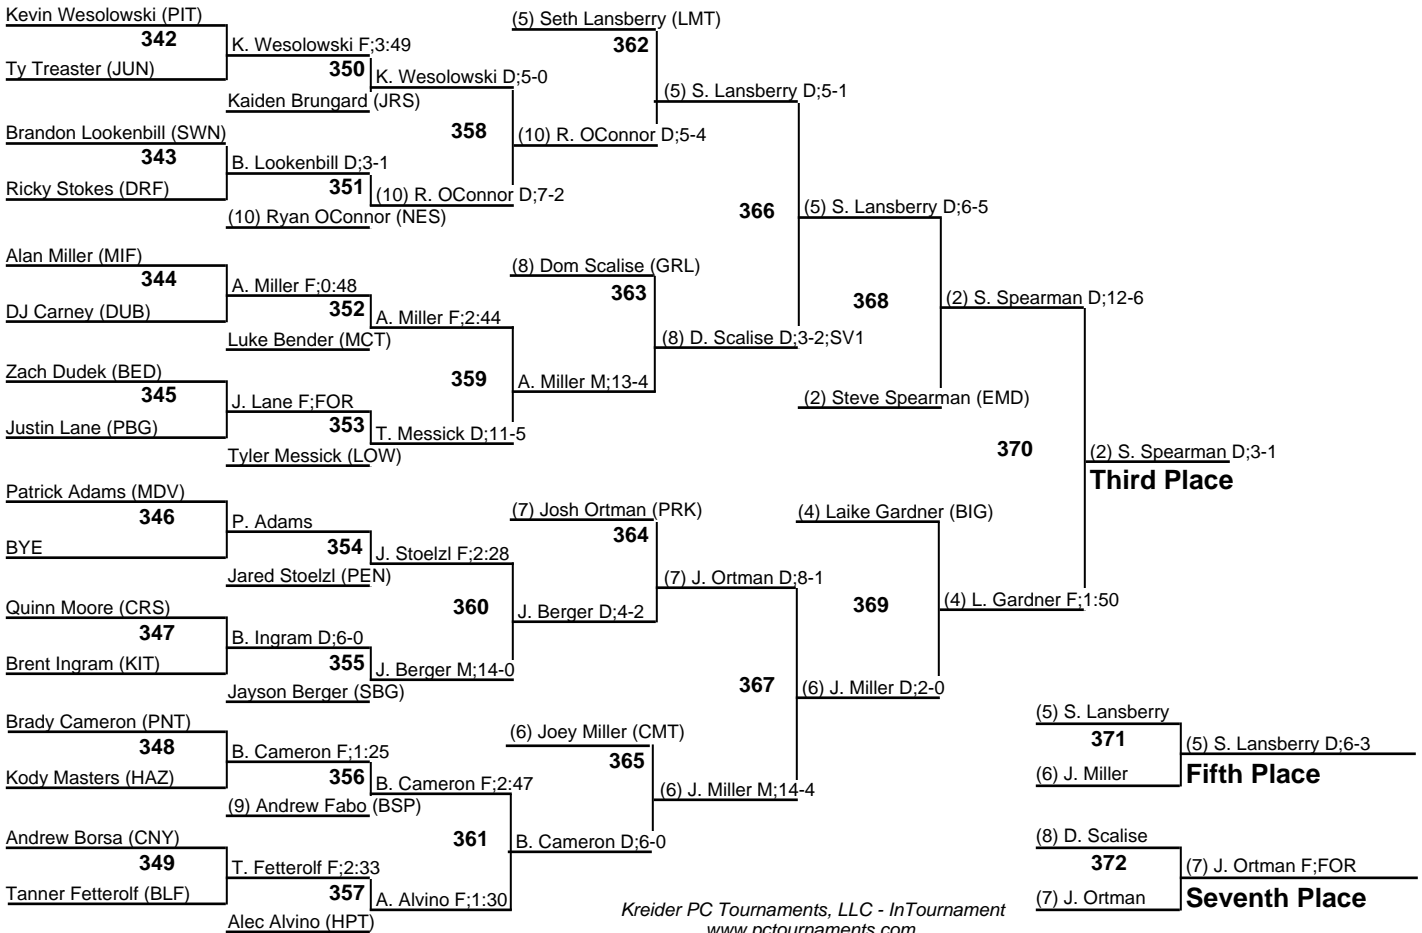 Kevin Wesolowski (PIT)
342
Ty Treaster (JUN)
Brandon Lookenbill (SWN)
343
Ricky Stokes (DRF)
Alan Miller (MIF)
344
DJ Carney (DUB)
Zach Dudek (BED)
345
Justin Lane (PBG)
Patrick Adams (MDV)
346
BYE
Quinn Moore (CRS)
347
Brent Ingram (KIT)
Brady Cameron (PNT)
348
Kody Masters (HAZ)
Andrew Borsa (CNY)
349
Tanner Fetterolf (BLF)
K. Wesolowski F;3:49
350
Kaiden Brungard (JRS)
B. Lookenbill D;3-1
351
(10) Ryan OConnor (NES)
A. Miller F;0:48
352
Luke Bender (MCT)
J. Lane F;FOR
353
Tyler Messick (LOW)
P. Adams
354
Jared Stoelzl (PEN)
B. Ingram D;6-0
355
Jayson Berger (SBG)
B. Cameron F;1:25
356
(9) Andrew Fabo (BSP)
T. Fetterolf F;2:33
357
Alec Alvino (HPT)
K. Wesolowski D;5-0
358
(10) R. OConnor D;7-2
A. Miller F;2:44
359
T. Messick D;11-5
J. Stoelzl F;2:28
360
J. Berger M;14-0
B. Cameron F;2:47
361
A. Alvino F;1:30
(5) Seth Lansberry (LMT)
362
(10) R. OConnor D;5-4
(8) Dom Scalise (GRL)
363
A. Miller M;13-4
(7) Josh Ortman (PRK)
364
J. Berger D;4-2
(6) Joey Miller (CMT)
365
B. Cameron D;6-0
(5) S. Lansberry D;5-1
366
(8) D. Scalise D;3-2;SV1
(7) J. Ortman D;8-1
367
(6) J. Miller M;14-4
(5) S. Lansberry D;6-5
368
(2) Steve Spearman (EMD)
(4) Laike Gardner (BIG)
369
(6) J. Miller D;2-0
(2) S. Spearman D;12-6
370
(4) L. Gardner F;1:50
(2) S. Spearman D;3-1
Third Place
(5) S. Lansberry
371
(6) J. Miller
(5) S. Lansberry D;6-3
Fifth Place
(8) D. Scalise
372
(7) J. Ortman
(7) J. Ortman F;FOR
Seventh Place
Kreider PC Tournaments, LLC - InTournament
www.pctournaments.com